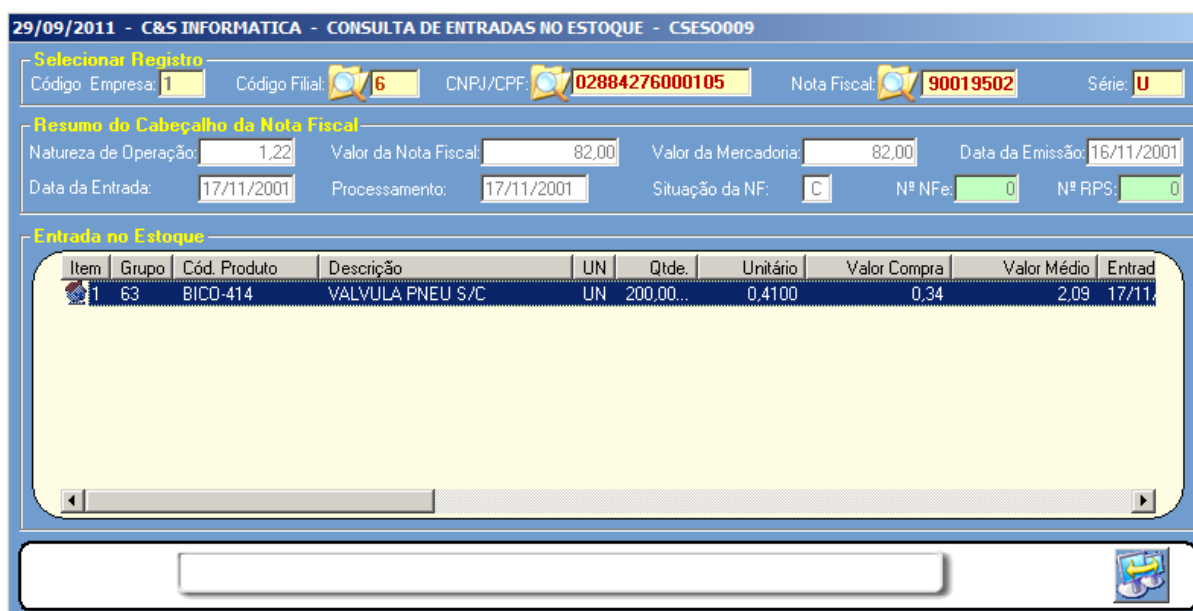 29/09/2011 - C&S INFORMATICA - CONSULTA DE ENTRADAS NO ESTOQUE - CSESO009
Selecionar Registro
Código Empresa: 1 Código Filial: 6 CNPJ/CPF: 02884276000105 Nota Fiscal: 90019502 Série: U
Resumo do Cabeçalho da Nota Fiscal
Natureza de Operação: 1,22 Valor da Nota Fiscal: 82,00 Valor da Mercadoria: 82,00 Data da Emissão: 16/11/2001
Data da Entrada: 17/11/2001 Processamento: 17/11/2001 Situação da NF: C Nº NFe: 0 Nº RPS: 0
Entrada no Estoque
Item Grupo Cód. Produto Descrição UN Qtde. Unitário Valor Compra Valor Médio Entrad
1 63 BICO-414 VALVULA PNEU S/C UN 200,00... 0,4100 0,34 2,09 17/11/